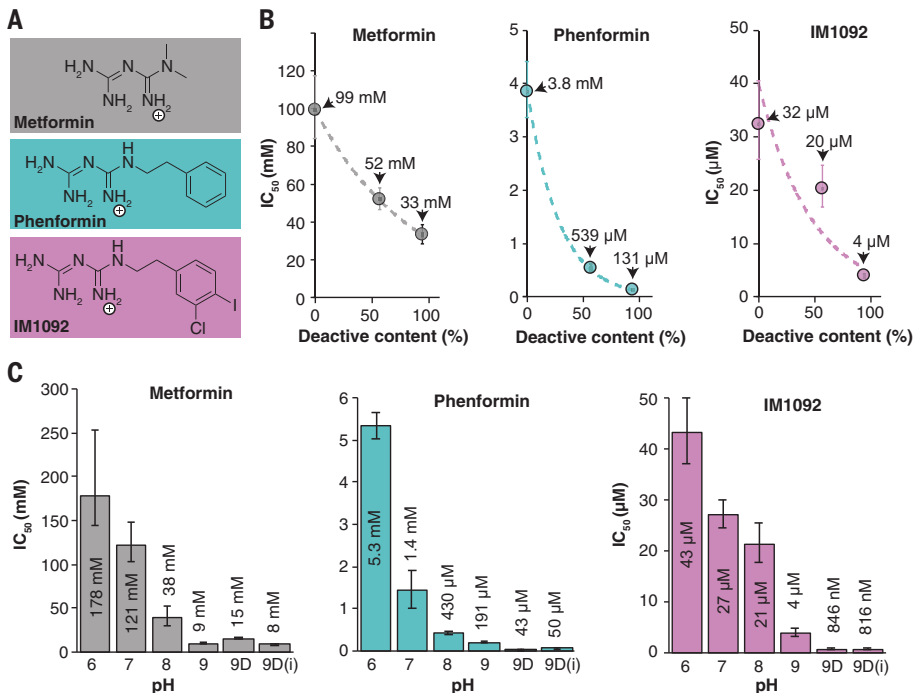 A
H₂N N N
NH₂ NH₂
⊕
Metformin
H
H₂N N N
NH₂ NH₂
⊕
Phenformin
H
H₂N N N
NH₂ NH₂
⊕
I
Cl
IM1092
B
Metformin
IC₅₀ (mM)
120
100
80
60
40
20
0
99 mM
52 mM
33 mM
0 50 100
Deactive content (%)
Phenformin
5
4
3
2
1
0
3.8 mM
539 µM
131 µM
0 50 100
Deactive content (%)
IM1092
IC₅₀ (µM)
50
40
30
20
10
0
32 µM
20 µM
4 µM
0 50 100
Deactive content (%)
C
Metformin
IC₅₀ (mM)
300
250
200
150
100
50
0
178 mM
121 mM
38 mM
9 mM
15 mM
8 mM
6 7 8 9 9D 9D(i)
pH
Phenformin
6
5
4
3
2
1
0
5.3 mM
1.4 mM
430 µM
191 µM
43 µM
50 µM
6 7 8 9 9D 9D(i)
pH
IM1092
IC₅₀ (µM)
50
40
30
20
10
0
43 µM
27 µM
21 µM
4 µM
846 nM
816 nM
6 7 8 9 9D 9D(i)
pH